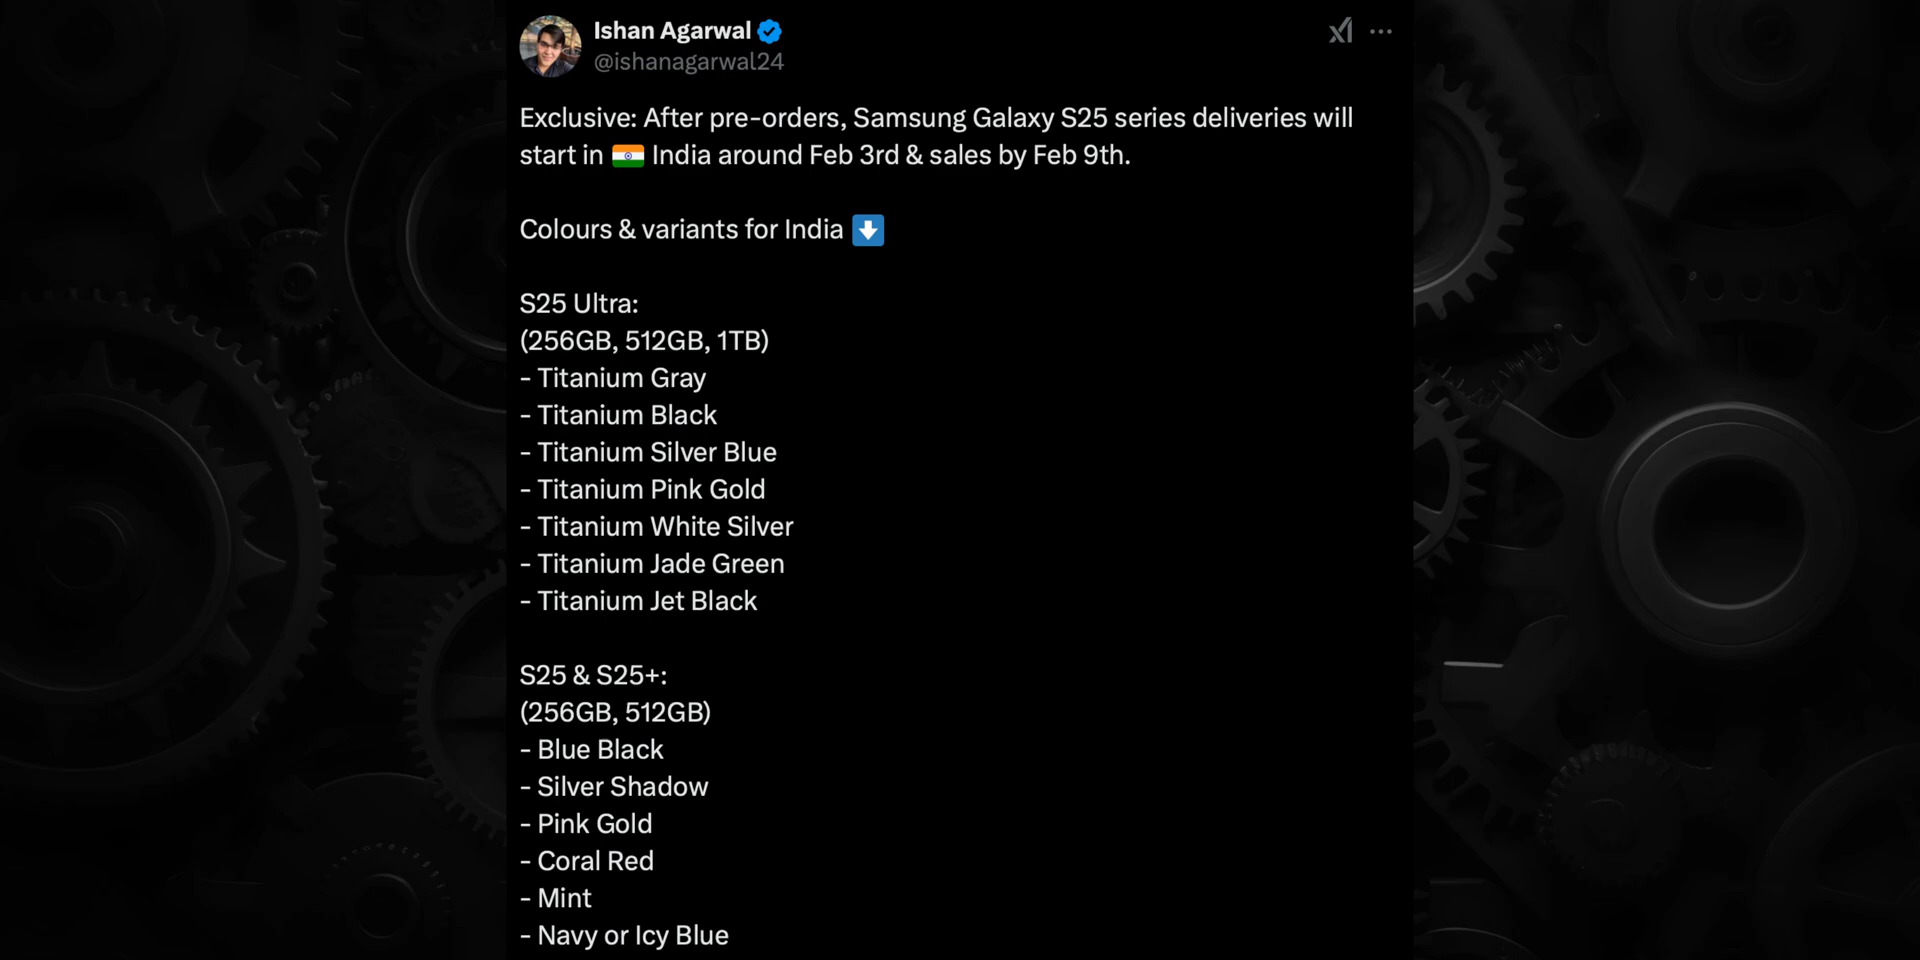 Ishan Agarwal
@ishanagarwal24
Exclusive: After pre-orders, Samsung Galaxy S25 series deliveries will
start in 🇮🇳 India around Feb 3rd & sales by Feb 9th.
Colours & variants for India ⬇️
S25 Ultra:
(256GB, 512GB, 1TB)
- Titanium Gray
- Titanium Black
- Titanium Silver Blue
- Titanium Pink Gold
- Titanium White Silver
- Titanium Jade Green
- Titanium Jet Black
S25 & S25+:
(256GB, 512GB)
- Blue Black
- Silver Shadow
- Pink Gold
- Coral Red
- Mint
- Navy or Icy Blue